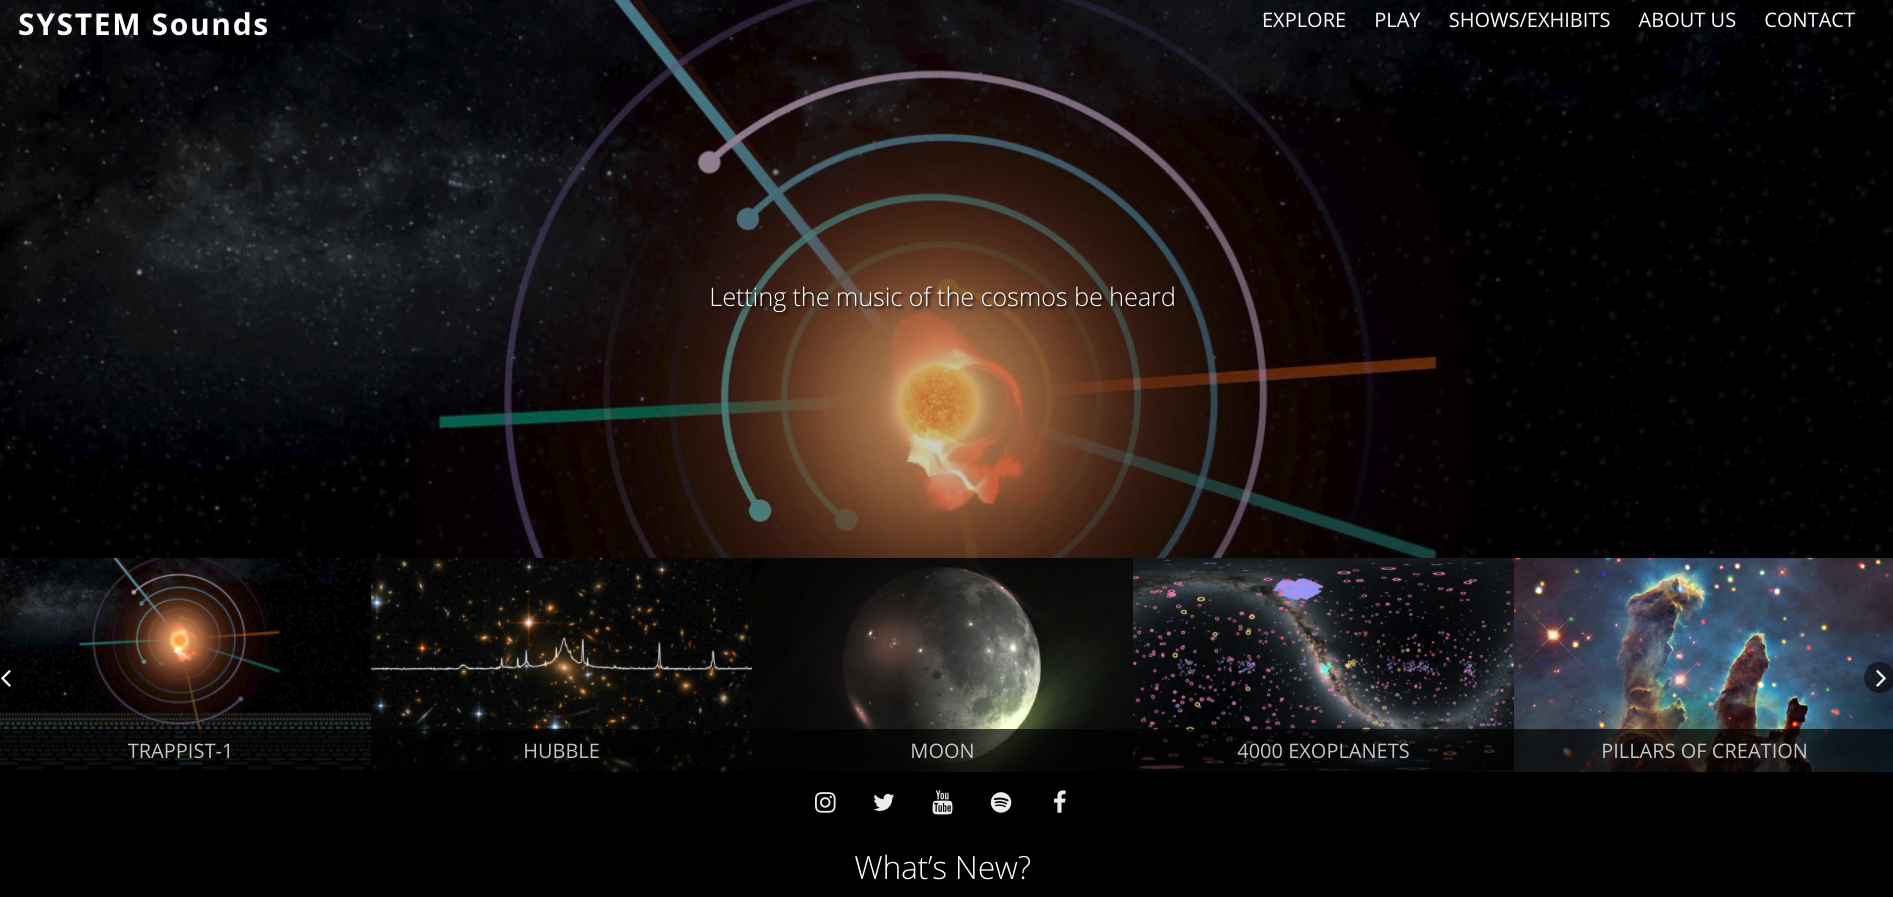 SYSTEM Sounds
EXPLORE PLAY SHOWS/EXHIBITS ABOUT US CONTACT
Letting the music of the cosmos be heard
TRAPPIST-1
HUBBLE
MOON
4000 EXOPLANETS
PILLARS OF CREATION
You Tube
What’s New?